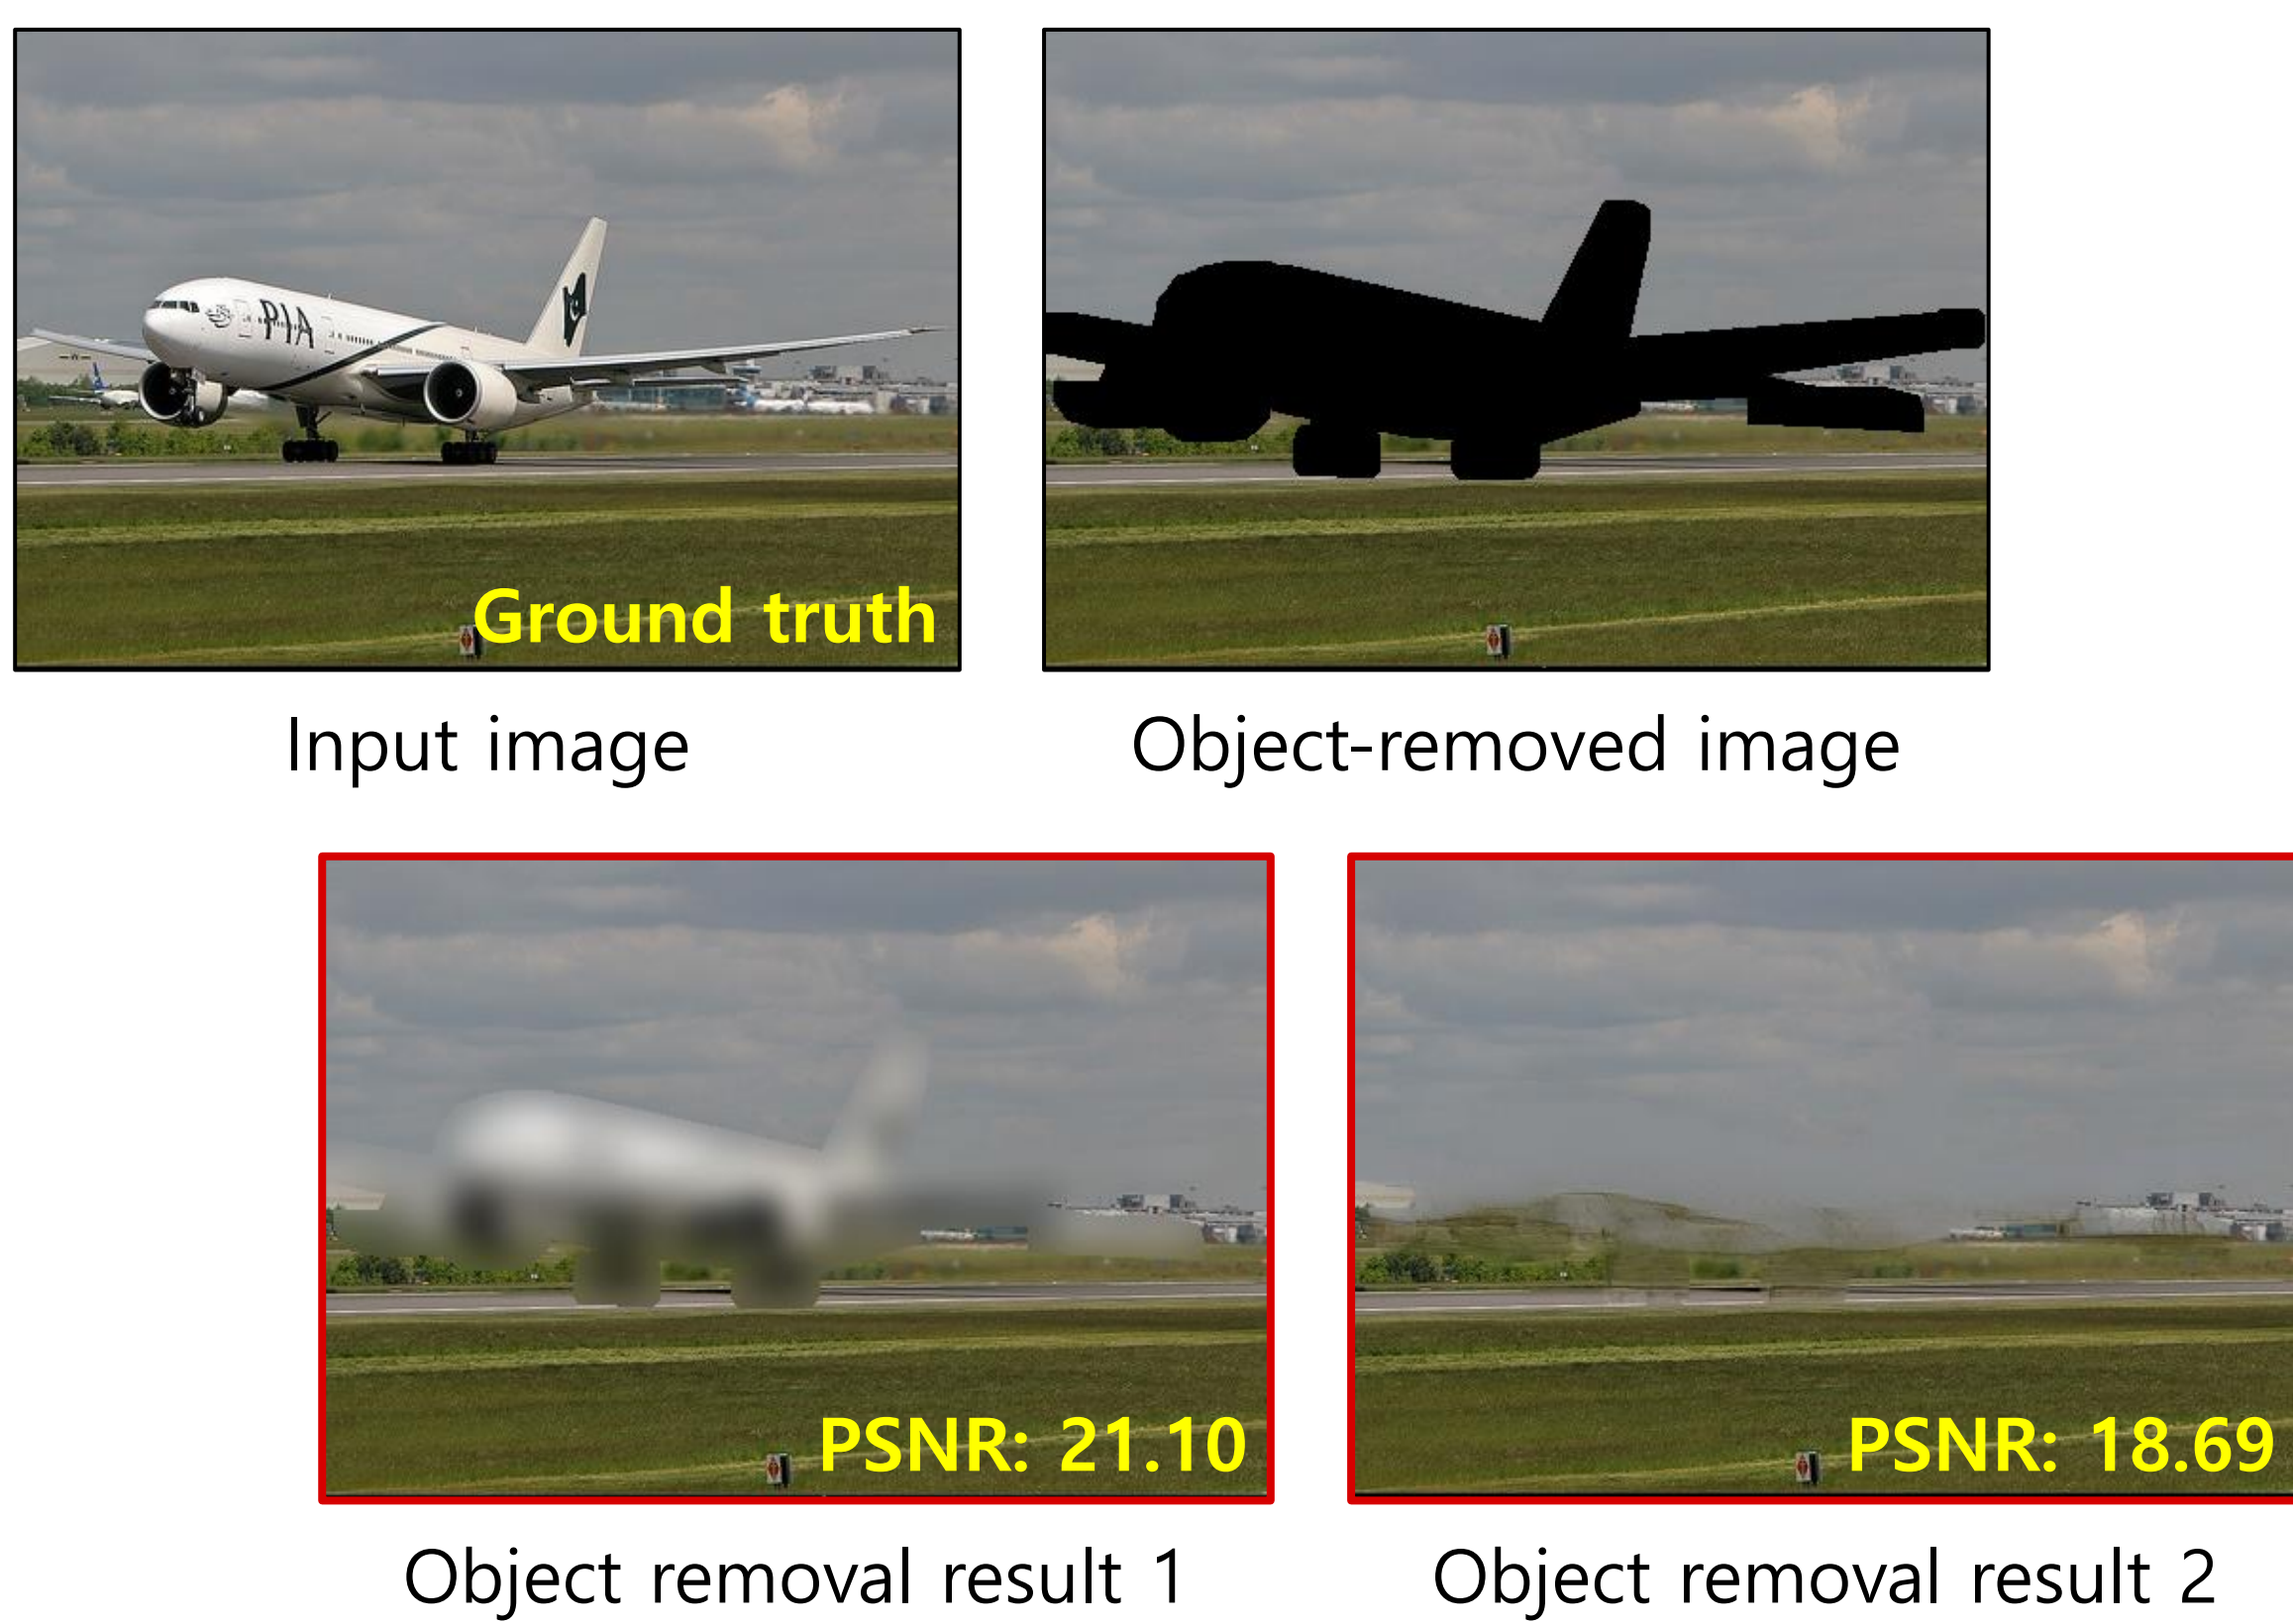 PIA
Ground truth
Input image
Object-removed image
PSNR: 21.10
PSNR: 18.69
Object removal result 1
Object removal result 2